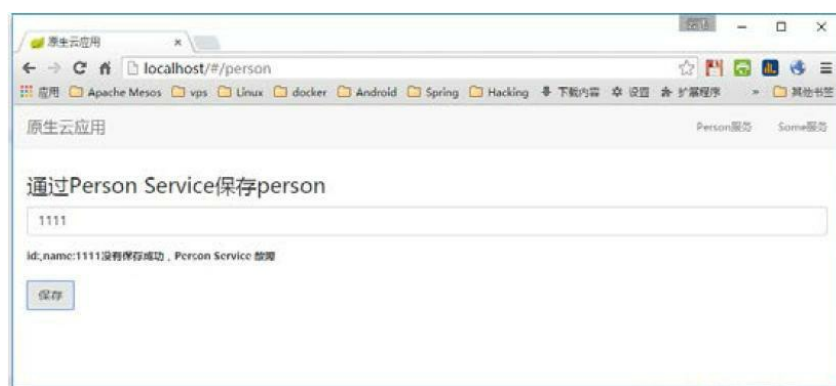 原生云应用
localhost/#/person
应用 Apache Mesos vps Linux docker Android Spring Hacking 下载内容 设置 扩展程序 » 其他书签
原生云应用 Person服务 Some服务
通过Person Service保存person
1111
id:,name:1111没有保存成功，Person Service 故障
保存